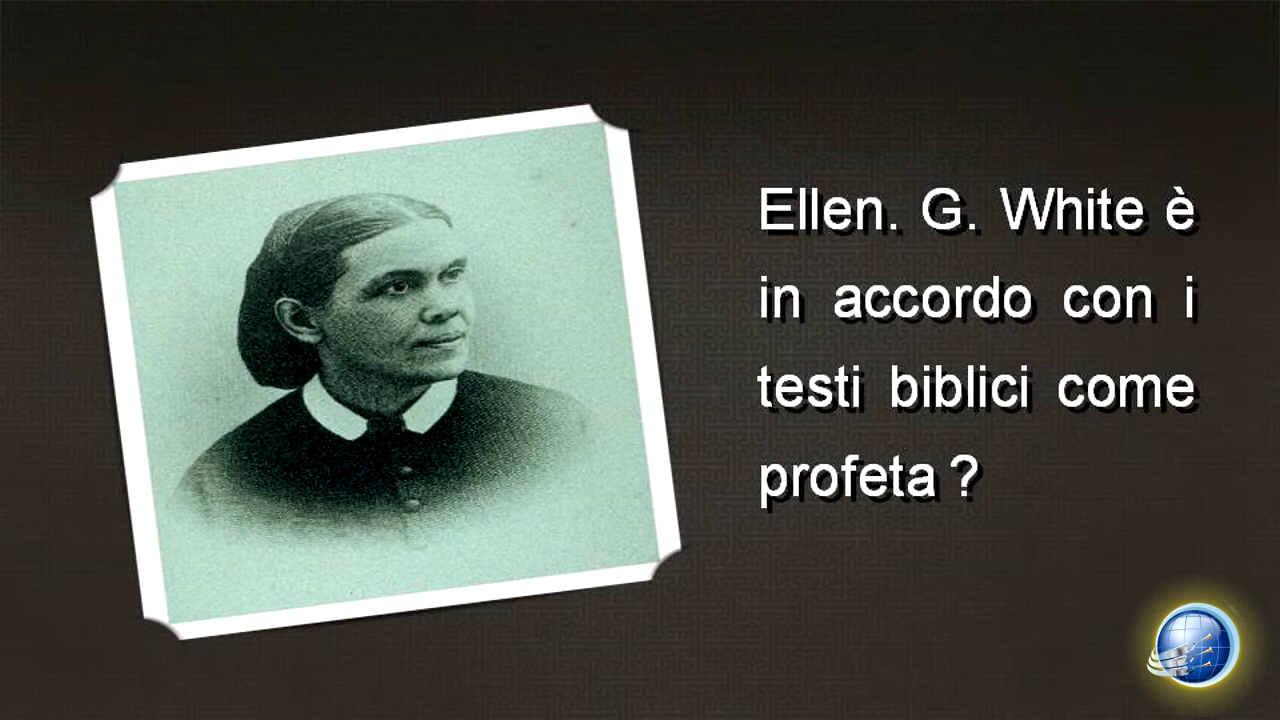 Ellen. G. White è
in accordo con i
testi biblici come
profeta ?